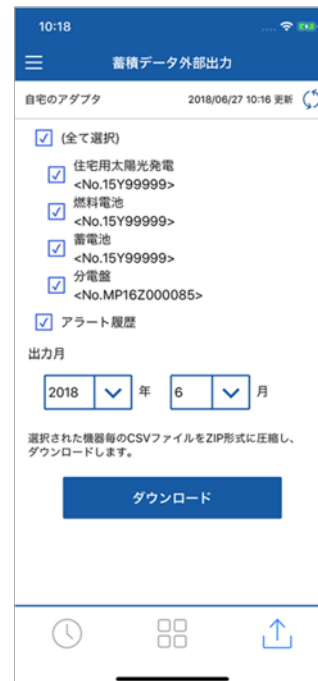 10:18
蓄積データ外部出力
自宅のアダプタ 2018/06/27 10:16 更新
(全て選択)
住宅用太陽光発電
<No.15Y99999>
燃料電池
<No.15Y99999>
蓄電池
<No.15Y99999>
分電盤
<No.MP16Z000085>
アラート履歴
出力月
2018 年 6 月
選択された機器毎のCSVファイルをZIP形式に圧縮し、
ダウンロードします。
ダウンロード